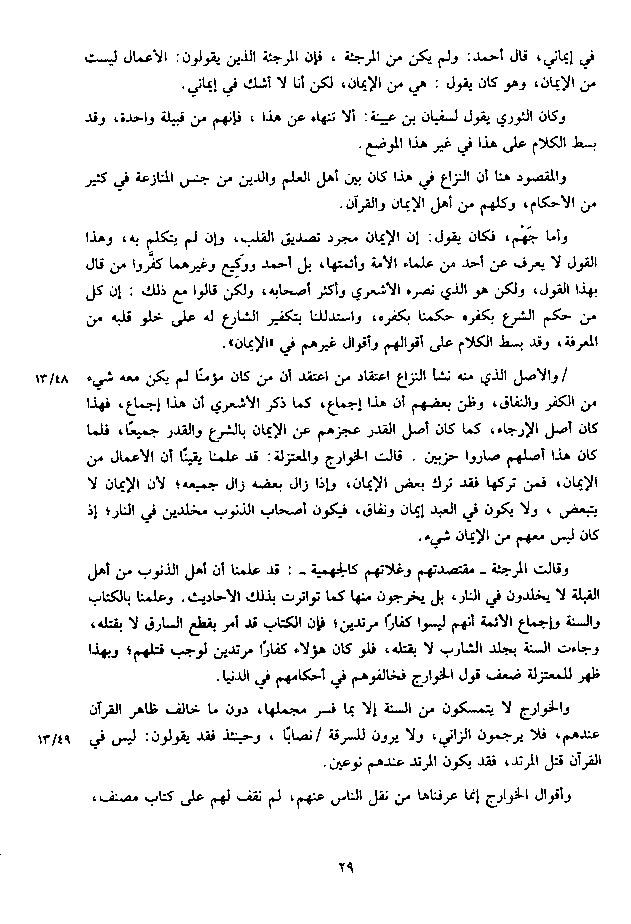 في إيماني، قال أحمد: ولم يكن من المرجئة ، فإن المرجئة الذين يقولون: الأعمال ليست
من الإيمان، وهو كان يقول : هي من الإيمان، لكن أنا لا أشك في إيماني.
وكان الثوري يقول لسفيان بن عيينة: ألا تنهاه عن هذا ، فإنهم من قبيلة واحدة، وقد
بسط الكلام على هذا في غير هذا الموضع.
والمقصود هنا أن النزاع في هذا كان بين أهل العلم والدين من جنس المنازعة في كثير
من الأحكام، وكلهم من أهل الإيمان والقرآن.
وأما جَهْم، فكان يقول: إن الإيمان مجرد تصديق القلب، وإن لم يتكلم به، وهذا
القول لا يعرف عن أحد من علماء الأمة وأئمتها، بل أحمد ووكيع وغيرهما كفَّروا من قال
بهذا القول، ولكن هو الذي نصره الأشعري وأكثر أصحابه، ولكن قالوا مع ذلك : إن كل
من حكم الشرع بكفره حكمنا بكفره، واستدللنا بتكفير الشارع له على خلو قلبه من
المعرفة، وقد بسط الكلام على أقوالهم وأقوال غيرهم في «الإيمان».
١٣/٤٨ / والأصل الذي منه نشأ النزاع اعتقاد من اعتقد أن من كان مؤمنًا لم يكن معه شيء
من الكفر والنفاق، وظن بعضهم أن هذا إجماع، كما ذكر الأشعري أن هذا إجماع، فهذا
كان أصل الإرجاء، كما كان أصل القدر عجزهم عن الإيمان بالشرع والقدر جميعًا، فلما
كان هذا أصلهم صاروا حزبين . قالت الخوارج والمعتزلة: قد علمنا يقينًا أن الأعمال من
الإيمان، فمن تركها فقد ترك بعض الإيمان، وإذا زال بعضه زال جميعه؛ لأن الإيمان لا
يتبعض ، ولا يكون في العبد إيمان ونفاق، فيكون أصحاب الذنوب مخلدين في النار؛ إذ
كان ليس معهم من الإيمان شيء.
وقالت المرجئة ـ مقتصدتهم وغلاتهم كالجهمية ـ : قد علمنا أن أهل الذنوب من أهل
القبلة لا يخلدون في النار، بل يخرجون منها كما تواترت بذلك الأحاديث. وعلمنا بالكتاب
والسنة وإجماع الأئمة أنهم ليسوا كفارًا مرتدين؛ فإن الكتاب قد أمر بقطع السارق لا بقتله،
وجاءت السنة بجلد الشارب لا بقتله، فلو كان هؤلاء كفارًا مرتدين لوجب قتلهم؛ وبهذا
ظهر للمعتزلة ضعف قول الخوارج فخالفوهم في أحكامهم في الدنيا.
والخوارج لا يتمسكون من السنة إلا بما فسر مجملها، دون ما خالف ظاهر القرآن
١٣/٤٩ عندهم، فلا يرجمون الزاني، ولا يرون للسرقة / نصابًا ، وحينئذ فقد يقولون: ليس في
القرآن قتل المرتد، فقد يكون المرتد عندهم نوعين.
وأقوال الخوارج إنما عرفناها من نقل الناس عنهم، لم نقف لهم على كتاب مصنف،
٢٩